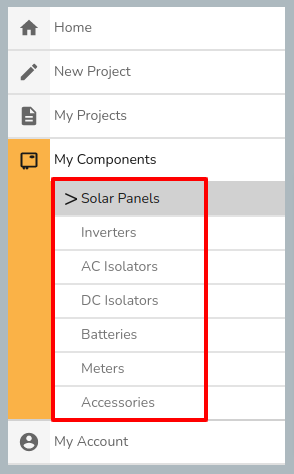 Home
New Project
My Projects
My Components
> Solar Panels
Inverters
AC Isolators
DC Isolators
Batteries
Meters
Accessories
My Account